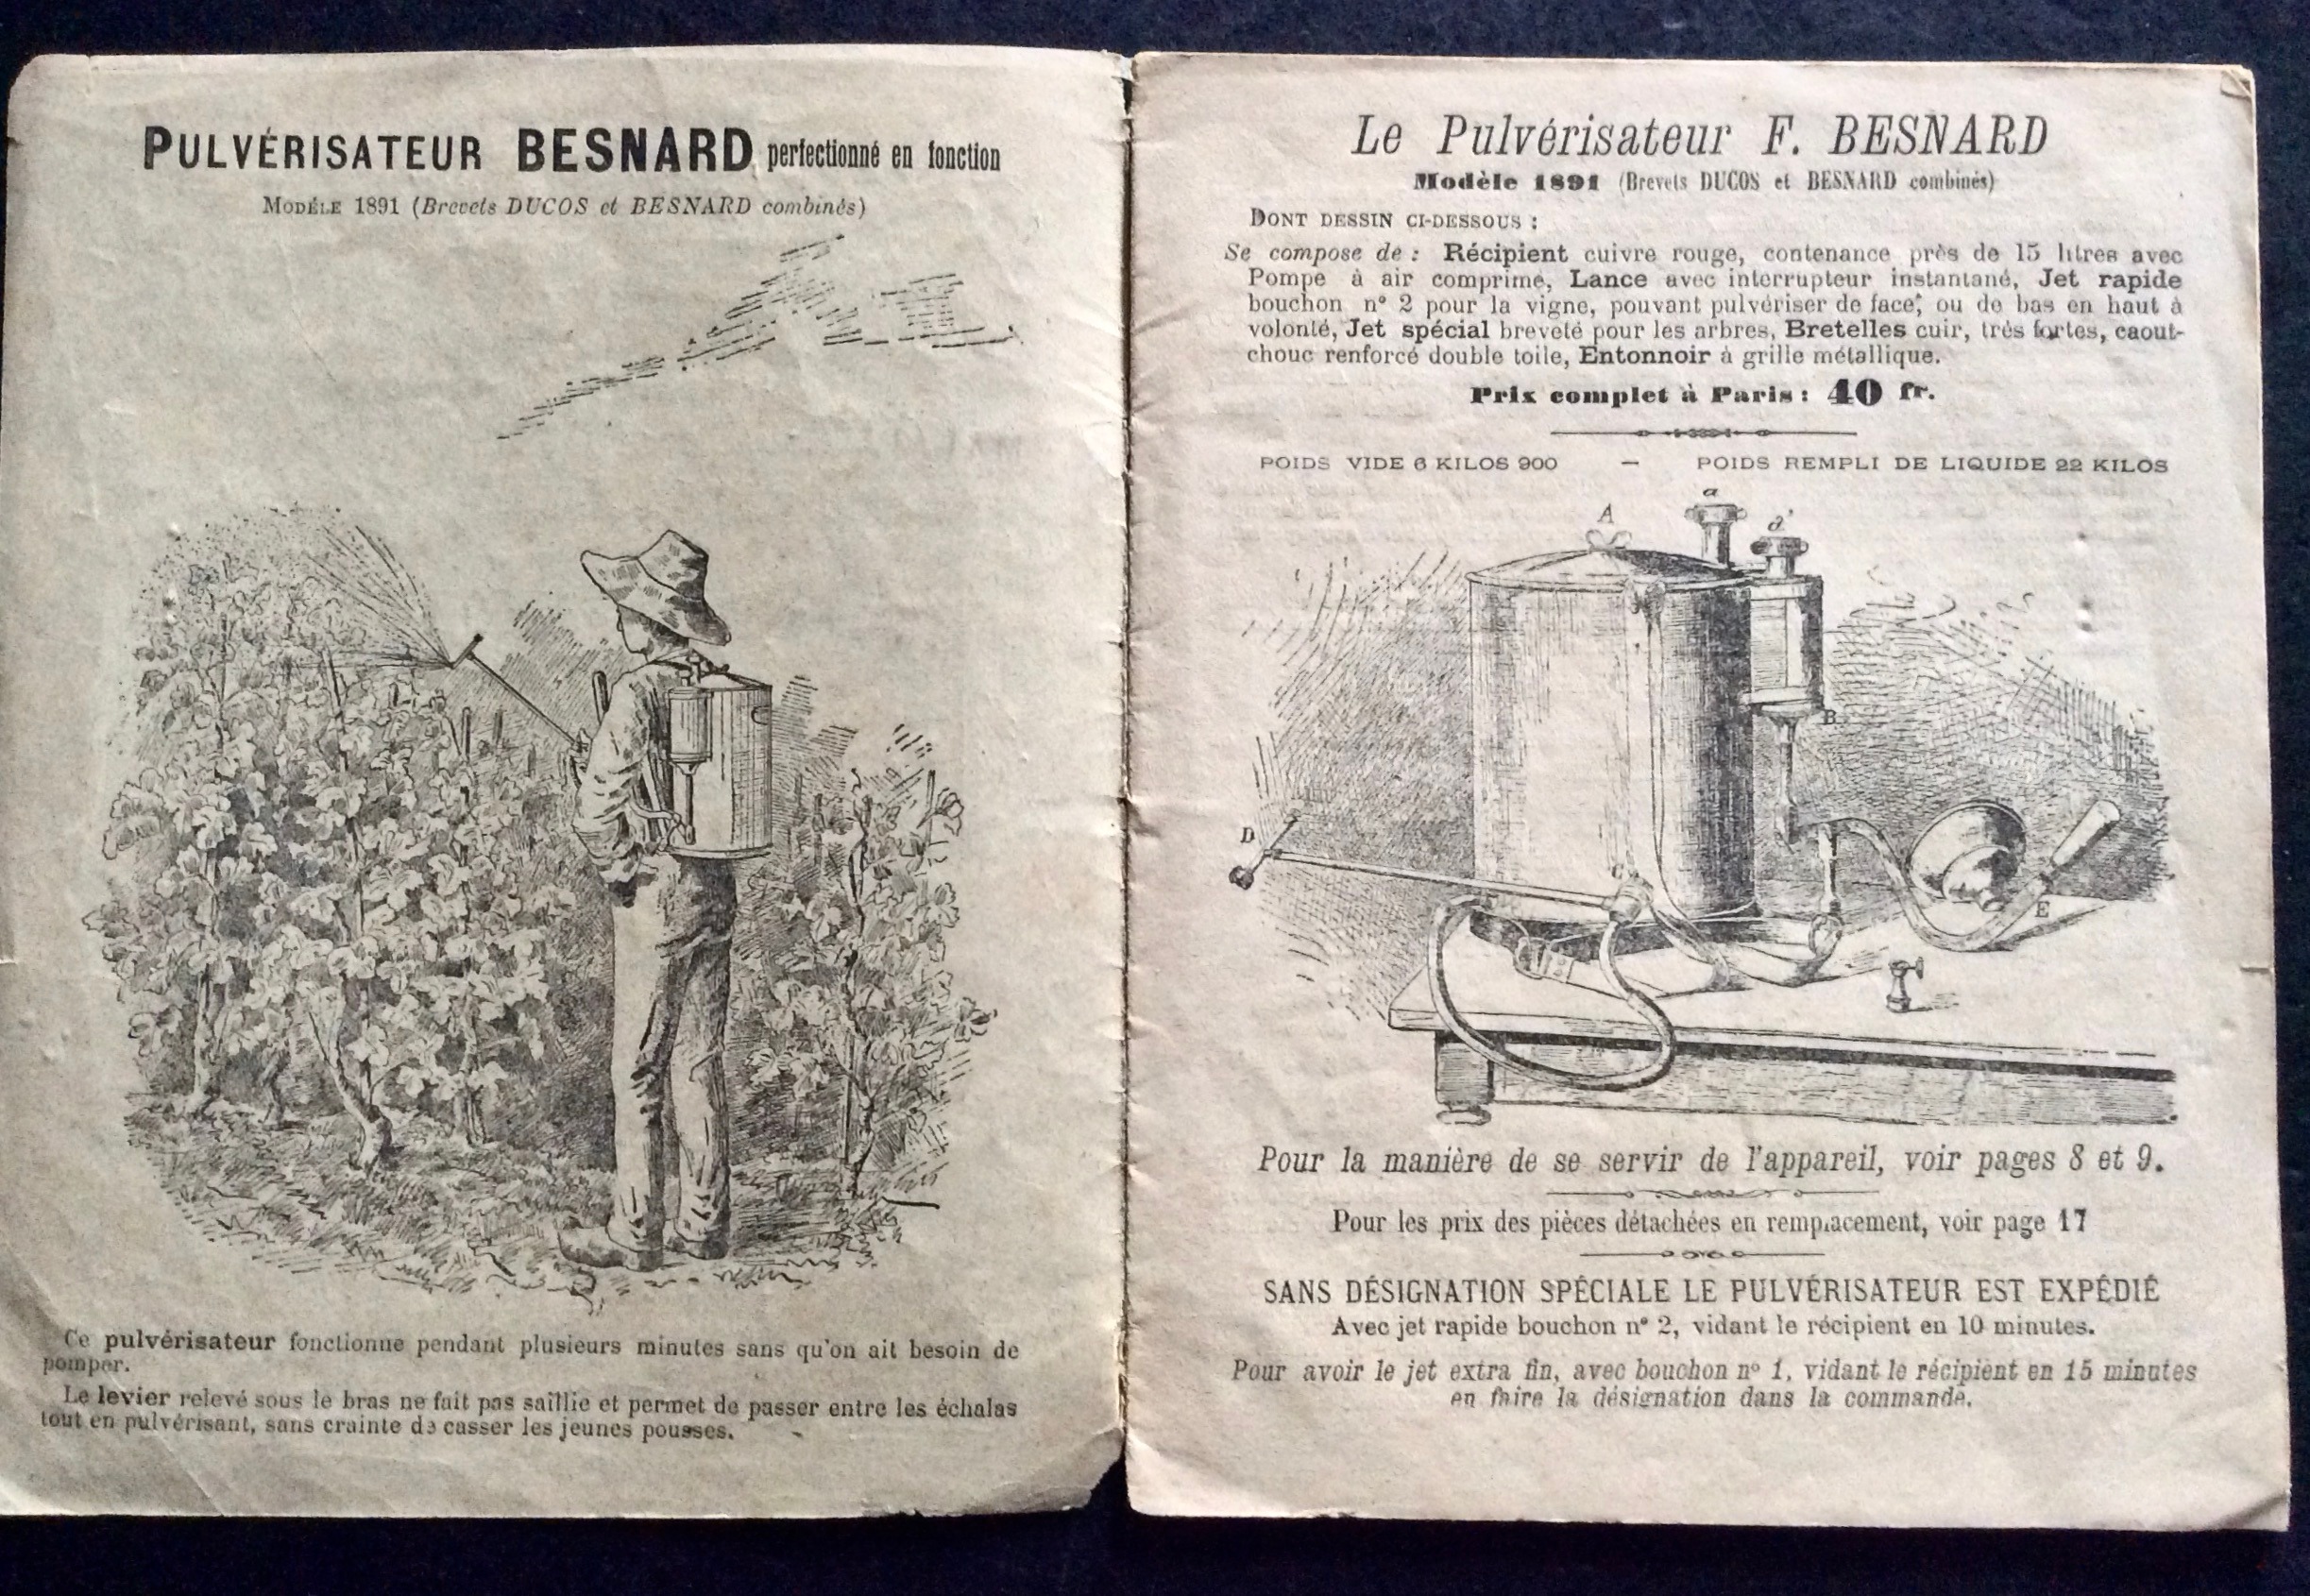 PULVÉRISATEUR BESNARD perfectionné en fonction
MODÉLE 1891 (Brevets DUCOS et BESNARD combinés)
Ce pulvérisateur fonctionne pendant plusieurs minutes sans qu'on ait besoin de
pomper.
Le levier relevé sous le bras ne fait pas saillie et permet de passer entre les échalas
tout en pulvérisant, sans crainte de casser les jeunes pousses.
Le Pulvérisateur F. BESNARD
Modèle 1891 (Brevets DUCOS et BESNARD combinés)
DONT DESSIN CI-DESSOUS :
Se compose de : Récipient cuivre rouge, contenance près de 15 litres avec
Pompe à air comprime, Lance avec interrupteur instantané, Jet rapide
bouchon n° 2 pour la vigne, pouvant pulvériser de face, ou de bas en haut à
volonté, Jet spécial breveté pour les arbres, Bretelles cuir, très fortes, caout-
chouc renforcé double toile, Entonnoir à grille métallique.
Prix complet à Paris : 40 fr.
POIDS VIDE 6 KILOS 900 — POIDS REMPLI DE LIQUIDE 22 KILOS
a
A
a'
B
D
C
E
Pour la manière de se servir de l'appareil, voir pages 8 et 9.
Pour les prix des pièces détachées en remplacement, voir page 17
SANS DÉSIGNATION SPÉCIALE LE PULVÉRISATEUR EST EXPÉDIÉ
Avec jet rapide bouchon n° 2, vidant le récipient en 10 minutes.
Pour avoir le jet extra fin, avec bouchon n° 1, vidant le récipient en 15 minutes
en faire la désignation dans la commande.